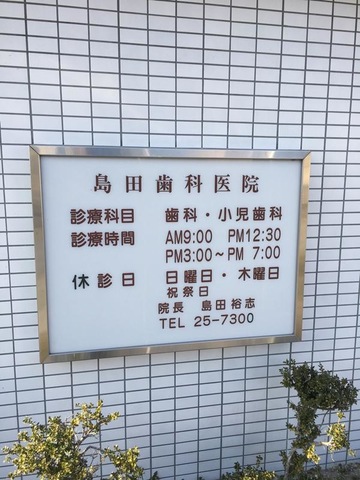 島田歯科医院
診療科目 歯科・小児歯科
診療時間 AM9:00 PM12:30
PM3:00～PM 7:00
休診日 日曜日・木曜日
祝祭日
院長 島田裕志
TEL 25-7300